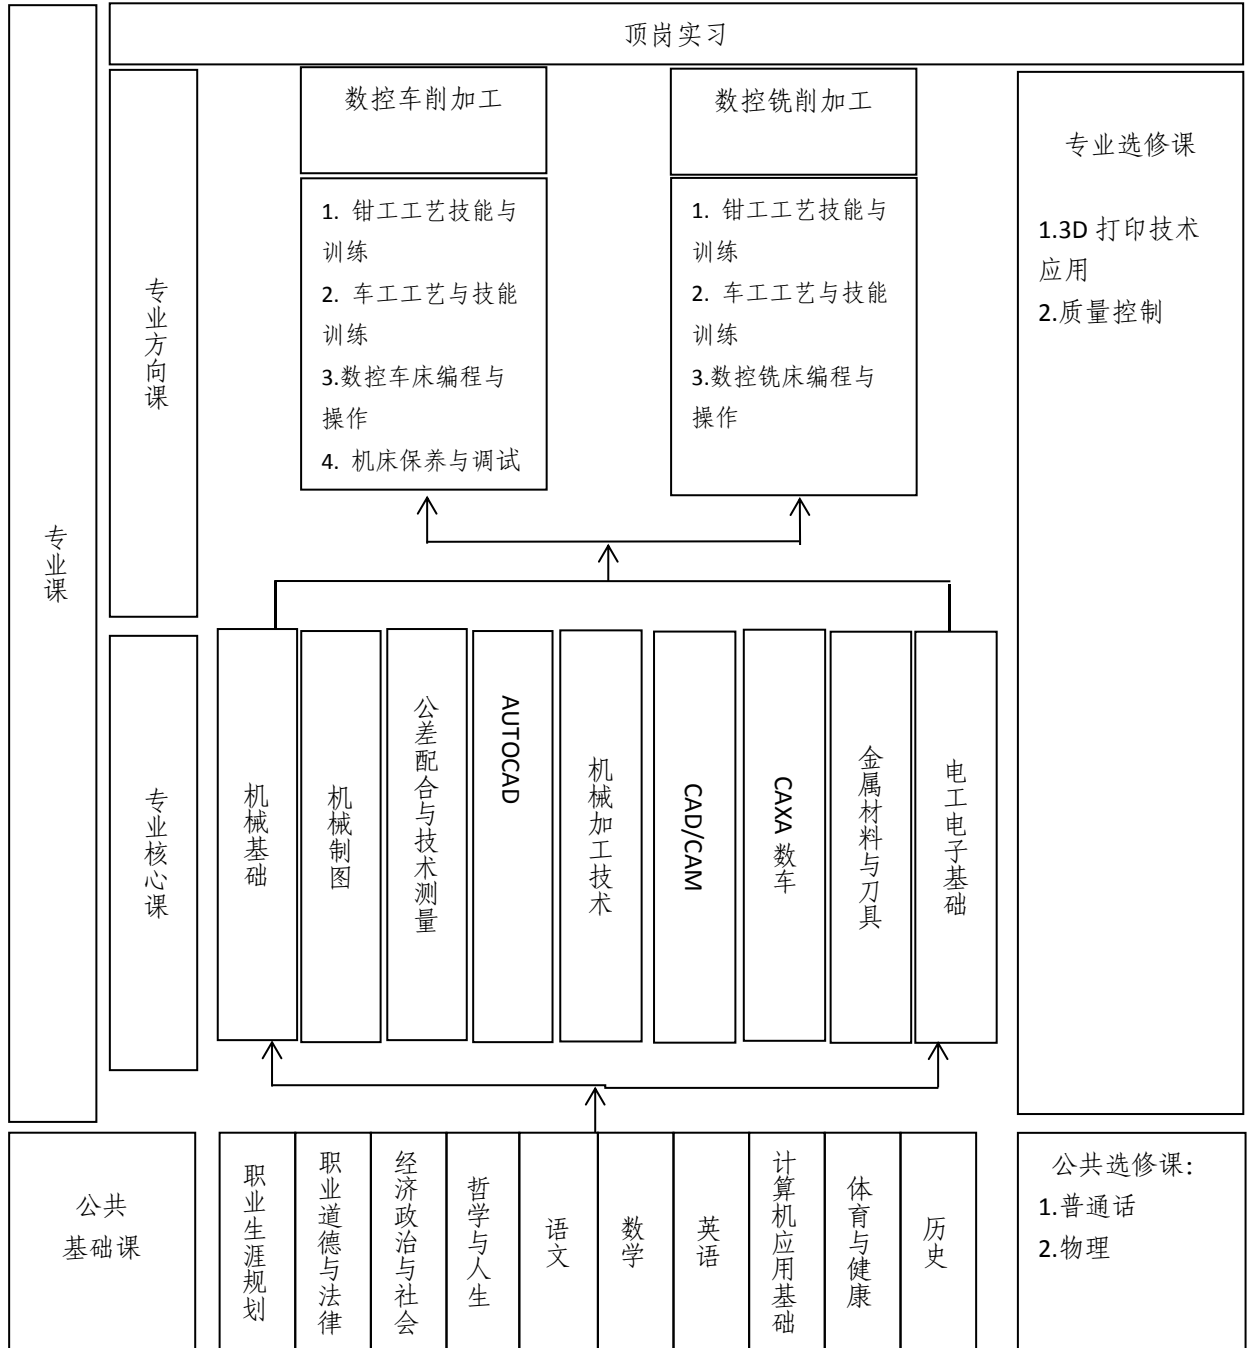 顶岗实习
专业课
专业方向课
数控车削加工
1. 钳工工艺技能与
训练
2. 车工工艺与技能
训练
3.数控车床编程与
操作
4. 机床保养与调试
数控铣削加工
1. 钳工工艺技能与
训练
2. 车工工艺与技能
训练
3.数控铣床编程与
操作
专业选修课
1.3D 打印技术
应用
2.质量控制
专业核心课
机械基础
机械制图
公差配合与技术测量
AUTOCAD
机械加工技术
CAD/CAM
CAXA 数车
金属材料与刀具
电工电子基础
公共
基础课
职业生涯规划
职业道德与法律
经济政治与社会
哲学与人生
语文
数学
英语
计算机应用基础
体育与健康
历史
公共选修课:
1.普通话
2.物理